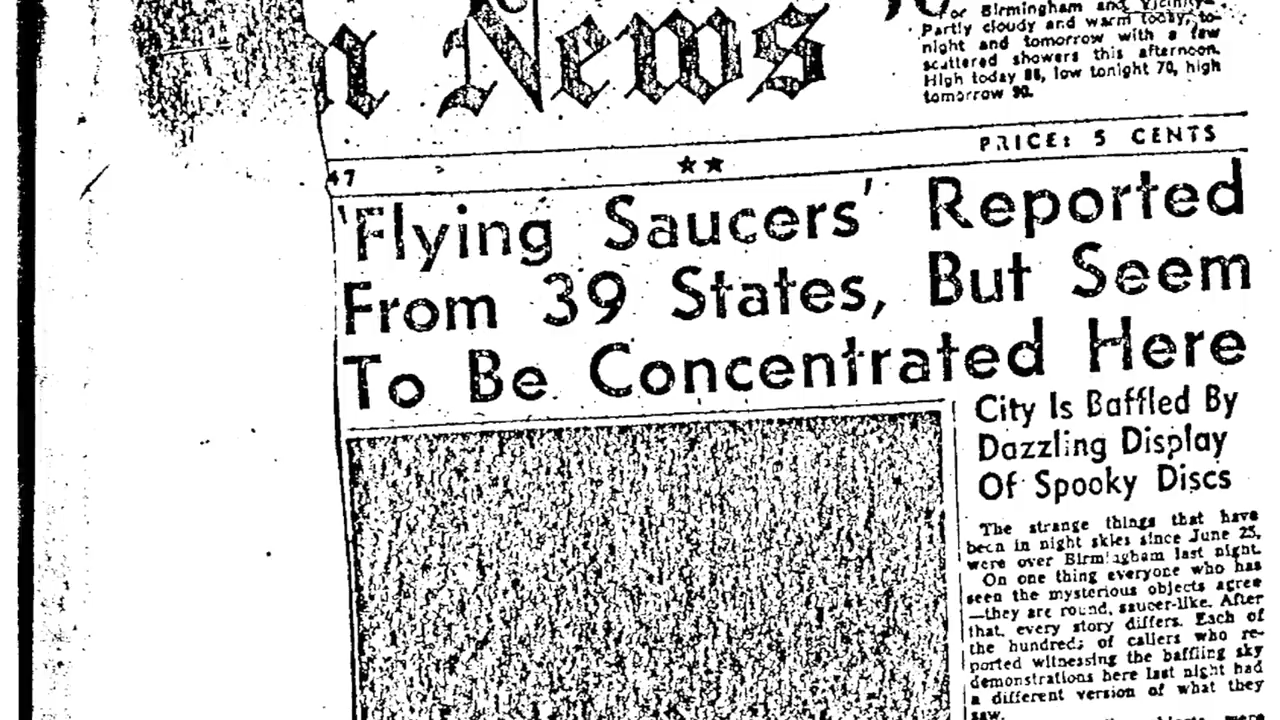 News
For Birmingham and Vicinity—
Partly cloudy and warm today, to-
night and tomorrow with a few
scattered showers this afternoon.
High today 88, low tonight 70, high
tomorrow 90.
PRICE: 5 CENTS
47
★★
'Flying Saucers' Reported
From 39 States, But Seem
To Be Concentrated Here
City Is Baffled By
Dazzling Display
Of Spooky Discs
The strange things that have
been in night skies since June 25,
were over Birmingham last night.
On one thing everyone who has
seen the mysterious objects agree
—they are round, saucer-like. After
that, every story differs. Each of
the hundreds of callers who re-
ported witnessing the baffling sky
demonstrations here last night had
a different version of what they
saw.